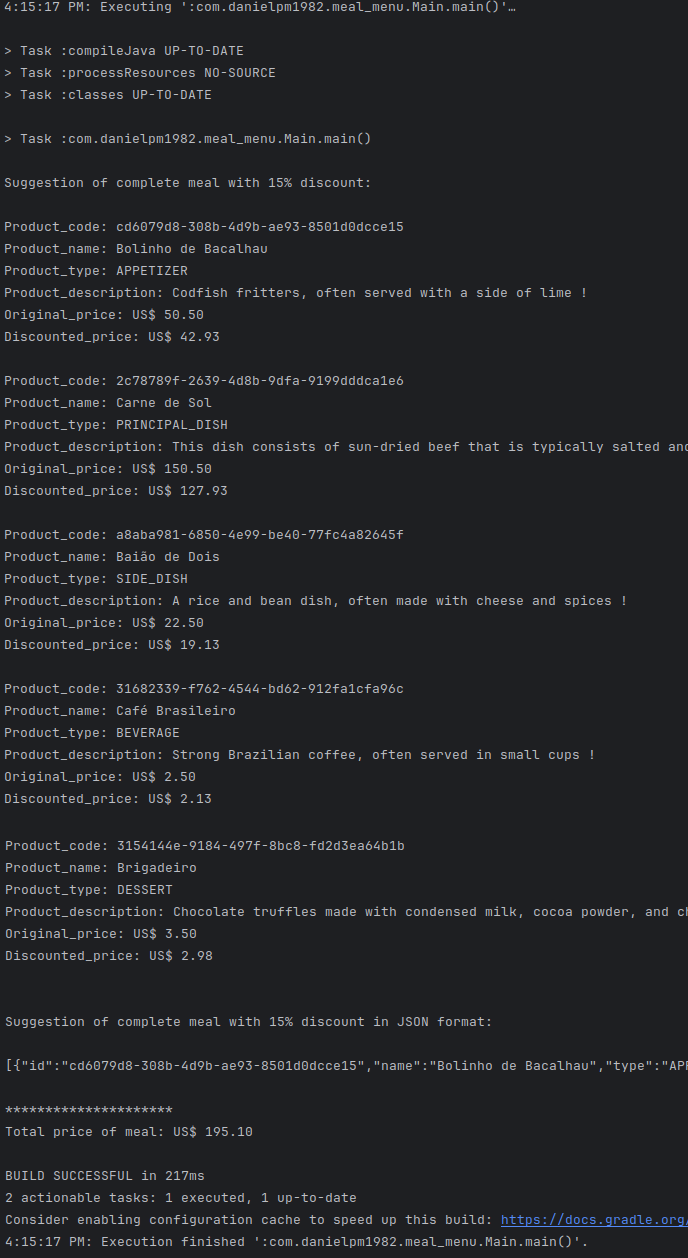 4:15:17 PM: Executing ':com.danielpm1982.meal_menu.Main.main()'…
> Task :compileJava UP-TO-DATE
> Task :processResources NO-SOURCE
> Task :classes UP-TO-DATE
> Task :com.danielpm1982.meal_menu.Main.main()
Suggestion of complete meal with 15% discount:
Product_code: cd6079d8-308b-4d9b-ae93-8501d0dcce15
Product_name: Bolinho de Bacalhau
Product_type: APPETIZER
Product_description: Codfish fritters, often served with a side of lime !
Original_price: US$ 50.50
Discounted_price: US$ 42.93
Product_code: 2c78789f-2639-4d8b-9dfa-9199dddca1e6
Product_name: Carne de Sol
Product_type: PRINCIPAL_DISH
Product_description: This dish consists of sun-dried beef that is typically salted and
Original_price: US$ 150.50
Discounted_price: US$ 127.93
Product_code: a8aba981-6850-4e99-be40-77fc4a82645f
Product_name: Baião de Dois
Product_type: SIDE_DISH
Product_description: A rice and bean dish, often made with cheese and spices !
Original_price: US$ 22.50
Discounted_price: US$ 19.13
Product_code: 31682339-f762-4544-bd62-912fa1cfa96c
Product_name: Café Brasileiro
Product_type: BEVERAGE
Product_description: Strong Brazilian coffee, often served in small cups !
Original_price: US$ 2.50
Discounted_price: US$ 2.13
Product_code: 3154144e-9184-497f-8bc8-fd2d3ea64b1b
Product_name: Brigadeiro
Product_type: DESSERT
Product_description: Chocolate truffles made with condensed milk, cocoa powder, and ch
Original_price: US$ 3.50
Discounted_price: US$ 2.98
Suggestion of complete meal with 15% discount in JSON format:
[{"id":"cd6079d8-308b-4d9b-ae93-8501d0dcce15","name":"Bolinho de Bacalhau","type":"APP
*********************
Total price of meal: US$ 195.10
BUILD SUCCESSFUL in 217ms
2 actionable tasks: 1 executed, 1 up-to-date
Consider enabling configuration cache to speed up this build: https://docs.gradle.org/
4:15:17 PM: Execution finished ':com.danielpm1982.meal_menu.Main.main()'.